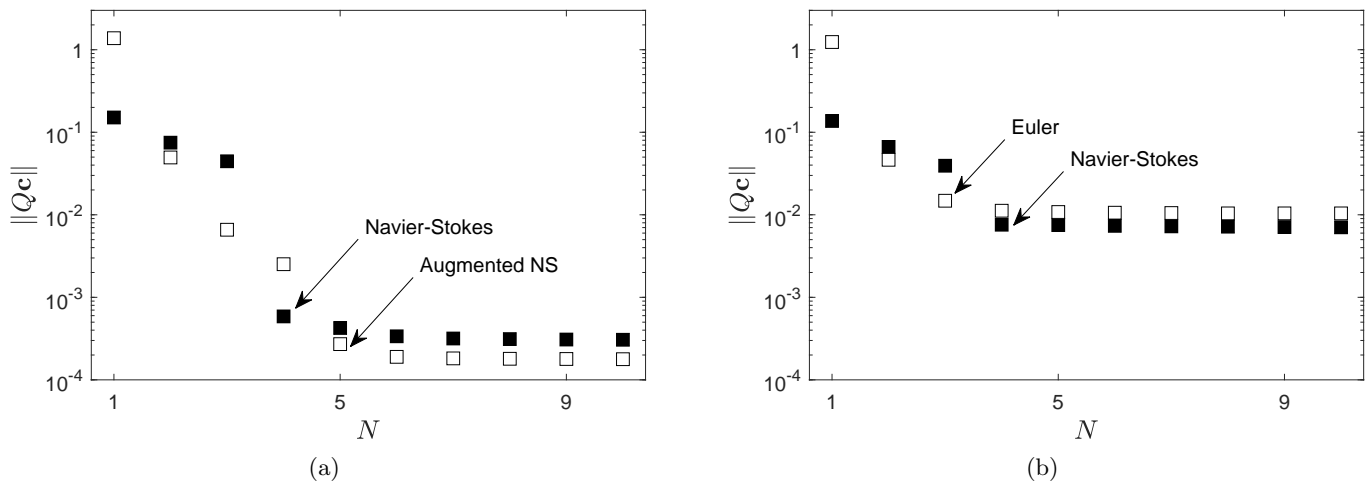 1
10^-1
10^-2
10^-3
10^-4
||Qc||
Navier-Stokes
Augmented NS
1 5 9
N
(a)
1
10^-1
10^-2
10^-3
10^-4
||Qc||
Euler
Navier-Stokes
1 5 9
N
(b)